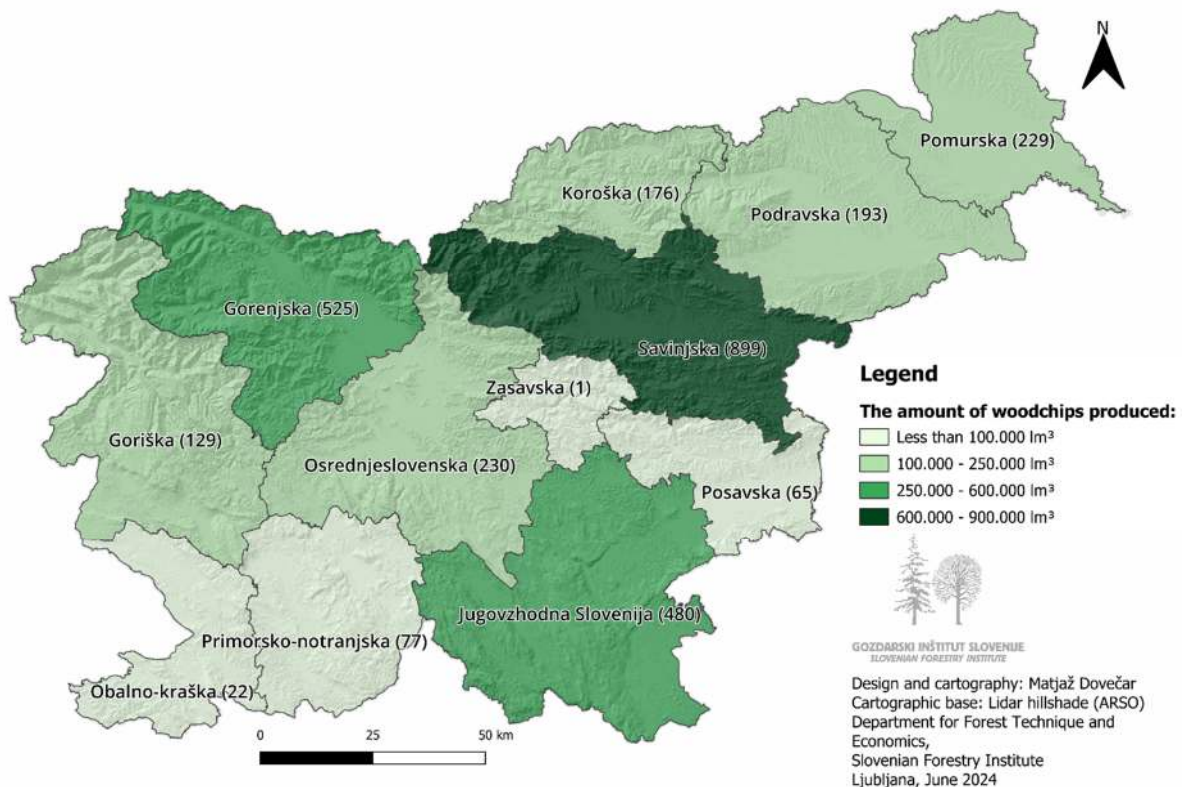 N
Pomurska (229)
Koroška (176)
Podravska (193)
Gorenjska (525)
Savinjska (899)
Zasavska (1)
Goriška (129)
Osrednjeslovenska (230)
Posavska (65)
Jugovzhodna Slovenija (480)
Primorsko-notranjska (77)
Obalno-kraška (22)
0 25 50 km
Legend
The amount of woodchips produced:
Less than 100.000 lm³
100.000 - 250.000 lm³
250.000 - 600.000 lm³
600.000 - 900.000 lm³
GOZDARSKI INŠTITUT SLOVENIJE
SLOVENIAN FORESTRY INSTITUTE
Design and cartography: Matjaž Dovečar
Cartographic base: Lidar hillshade (ARSO)
Department for Forest Technique and
Economics,
Slovenian Forestry Institute
Ljubljana, June 2024